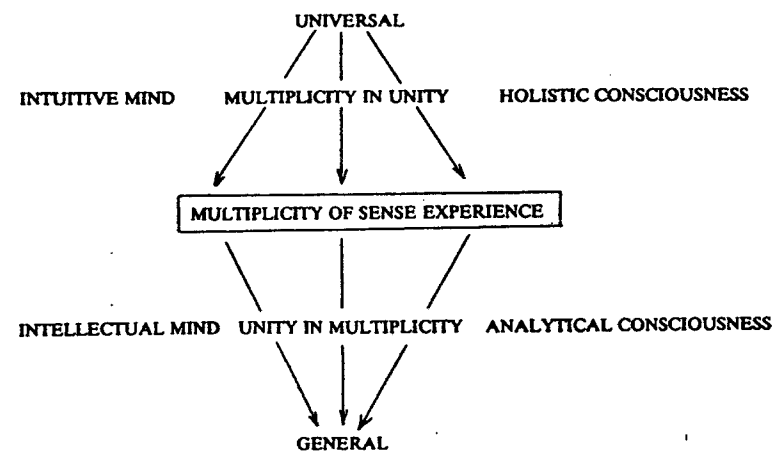 UNIVERSAL
INTUITIVE MIND MULTIPLICITY IN UNITY HOLISTIC CONSCIOUSNESS
MULTIPLICITY OF SENSE EXPERIENCE
INTELLECTUAL MIND UNITY IN MULTIPLICITY ANALYTICAL CONSCIOUSNESS
GENERAL